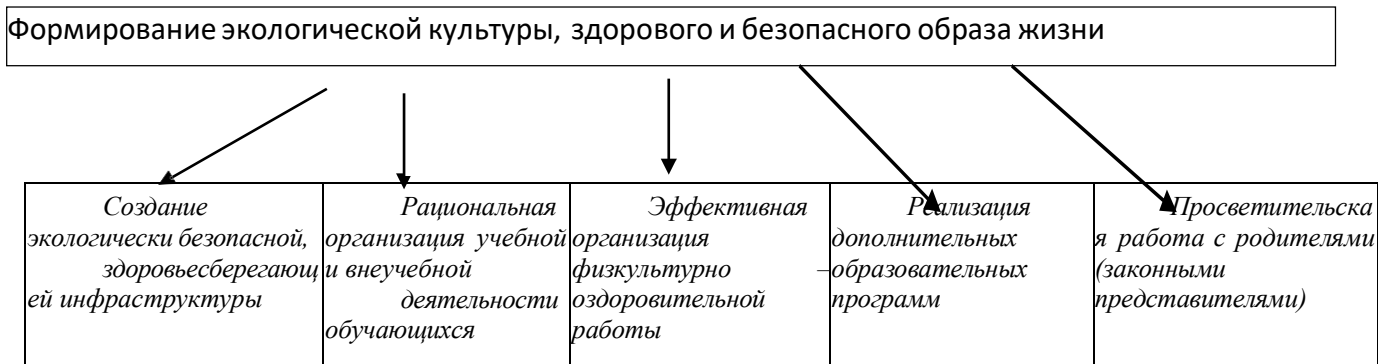 Формирование экологической культуры, здорового и безопасного образа жизни
Создание
экологически безопасной,
здоровьесберегающ
ей инфраструктуры
Рациональная
организация учебной
и внеучебной
деятельности
обучающихся
Эффективная
организация
физкультурно –
оздоровительной
работы
Реализация
дополнительных
образовательных
программ
Просветительска
я работа с родителями
(законными
представителями)